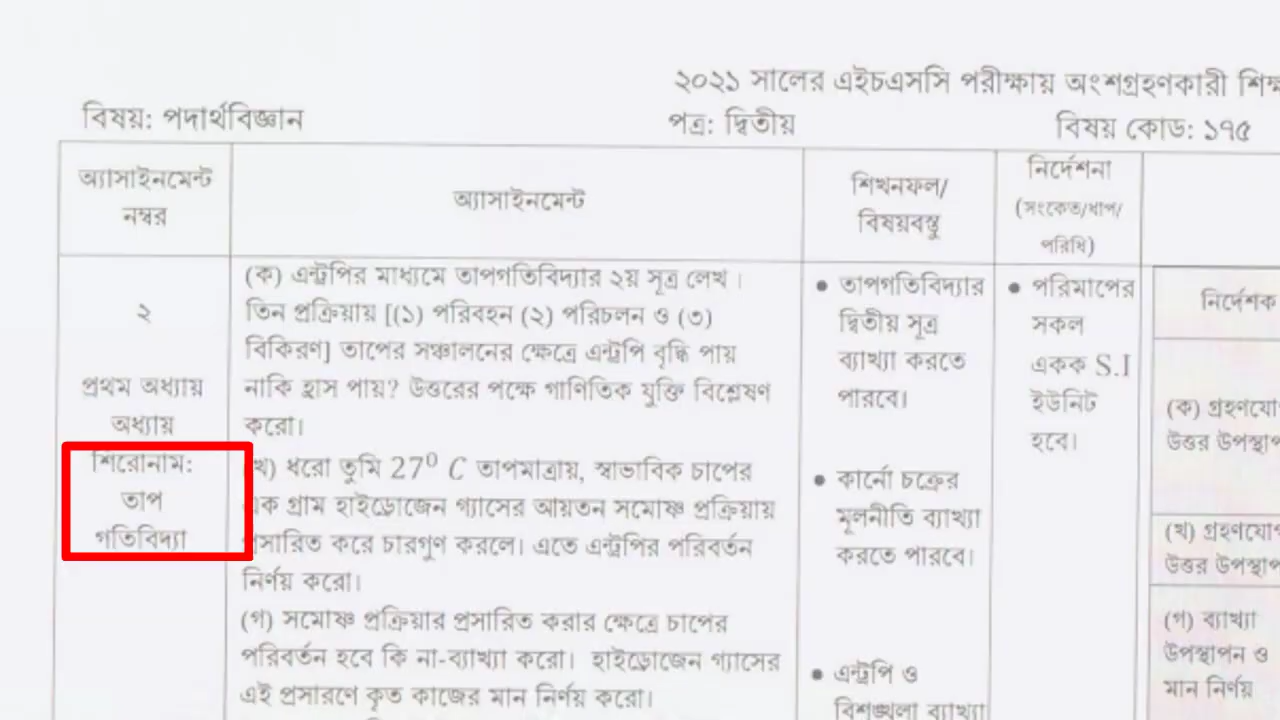 ২০২১ সালের এইচএসসি পরীক্ষায় অংশগ্রহণকারী
বিষয়: পদার্থবিজ্ঞান
পত্র: দ্বিতীয়
বিষয় কোড: ১৭৫
অ্যাসাইনমেন্ট
নম্বর
অ্যাসাইনমেন্ট
শিখনফল/
বিষয়বস্তু
নির্দেশনা
(সংকেত/ধাপ/
পরিধি)
২
প্রথম অধ্যায়
অধ্যায়
শিরোনাম:
তাপ
গতিবিদ্যা
(ক) এন্ট্রপির মাধ্যমে তাপগতিবিদ্যার ২য় সূত্র লেখ।
তিন প্রক্রিয়ায় [(১) পরিবহন (২) পরিচলন ও (৩)
বিকিরণ] তাপের সঞ্চালনের ক্ষেত্রে এন্ট্রপি বৃদ্ধি পায়
নাকি হ্রাস পায়? উত্তরের পক্ষে গাণিতিক যুক্তি বিশ্লেষণ
করো।
(খ) ধরো তুমি 27⁰ C তাপমাত্রায়, স্বাভাবিক চাপের
এক গ্রাম হাইড্রোজেন গ্যাসের আয়তন সমোষ্ণ প্রক্রিয়ায়
প্রসারিত করে চারগুণ করলে। এতে এন্ট্রপির পরিবর্তন
নির্ণয় করো।
(গ) সমোষ্ণ প্রক্রিয়ার প্রসারিত করার ক্ষেত্রে চাপের
পরিবর্তন হবে কি না-ব্যাখ্যা করো। হাইড্রোজেন গ্যাসের
এই প্রসারণে কৃত কাজের মান নির্ণয় করো।
• তাপগতিবিদ্যার
দ্বিতীয় সূত্র
ব্যাখ্যা করতে
পারবে।
• কার্নো চক্রের
মূলনীতি ব্যাখ্যা
করতে পারবে।
• এন্ট্রপি ও
বিশৃঙ্খলা ব্যাখ্যা
• পরিমাপের
সকল
একক S.I
ইউনিট
হবে।
নির্দেশক
(ক) গ্রহণযো
উত্তর উপস্থাপ
(খ) গ্রহণযো
উত্তর উপস্থাপ
(গ) ব্যাখ্যা
উপস্থাপন ও
মান নির্ণয়